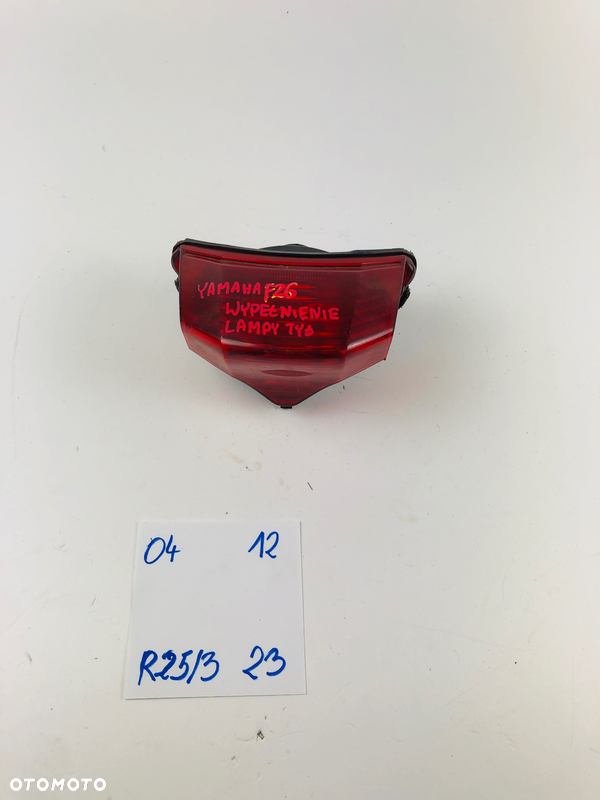 YAMAHA FZ6
WYPEŁNIENIE
LAMPY TYŁ
04 12
R25/3 23
OTOMOTO